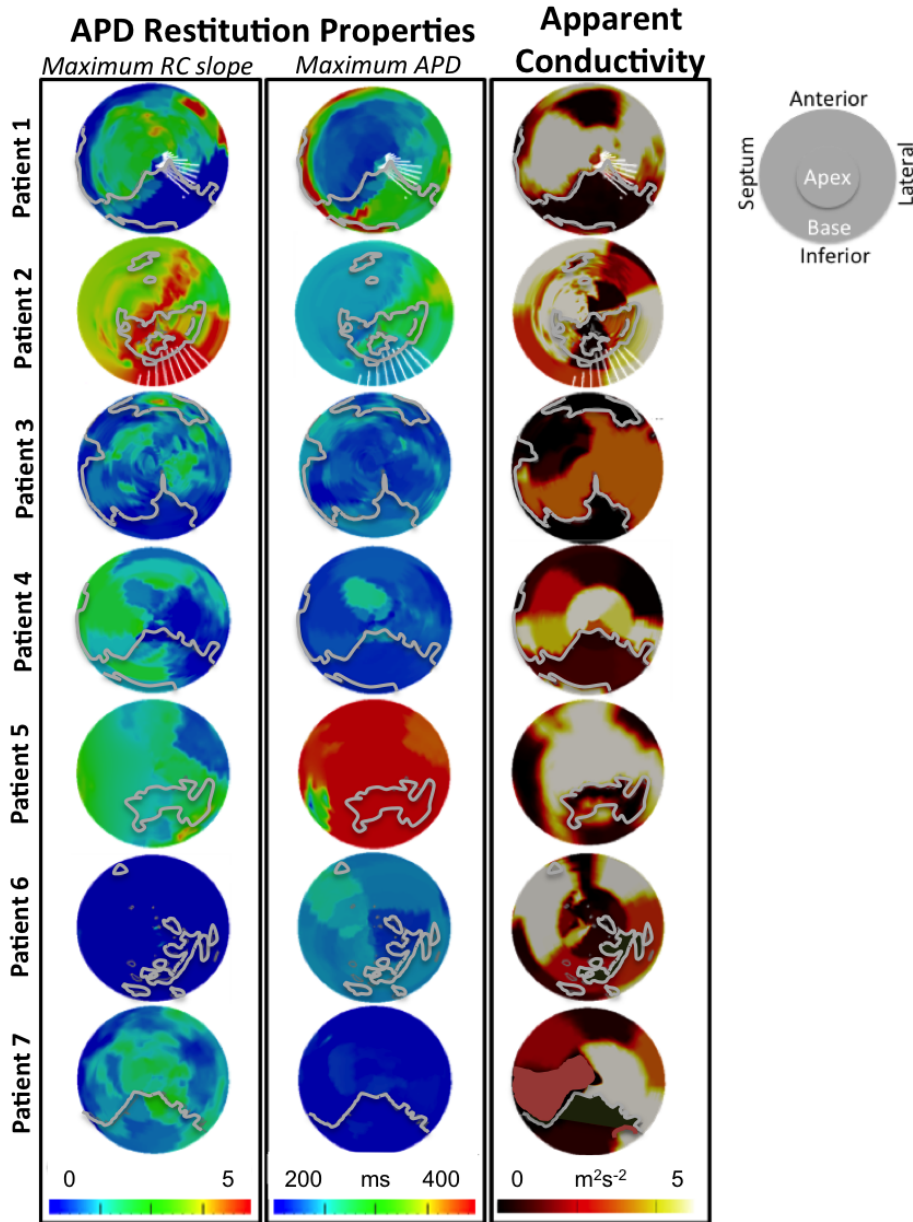 APD Restitution Properties
Maximum RC slope
Maximum APD
Apparent
Conductivity
Anterior
Septum
Apex
Lateral
Base
Inferior
Patient 1
Patient 2
Patient 3
Patient 4
Patient 5
Patient 6
Patient 7
0 5
200 ms 400
0 m²s⁻² 5